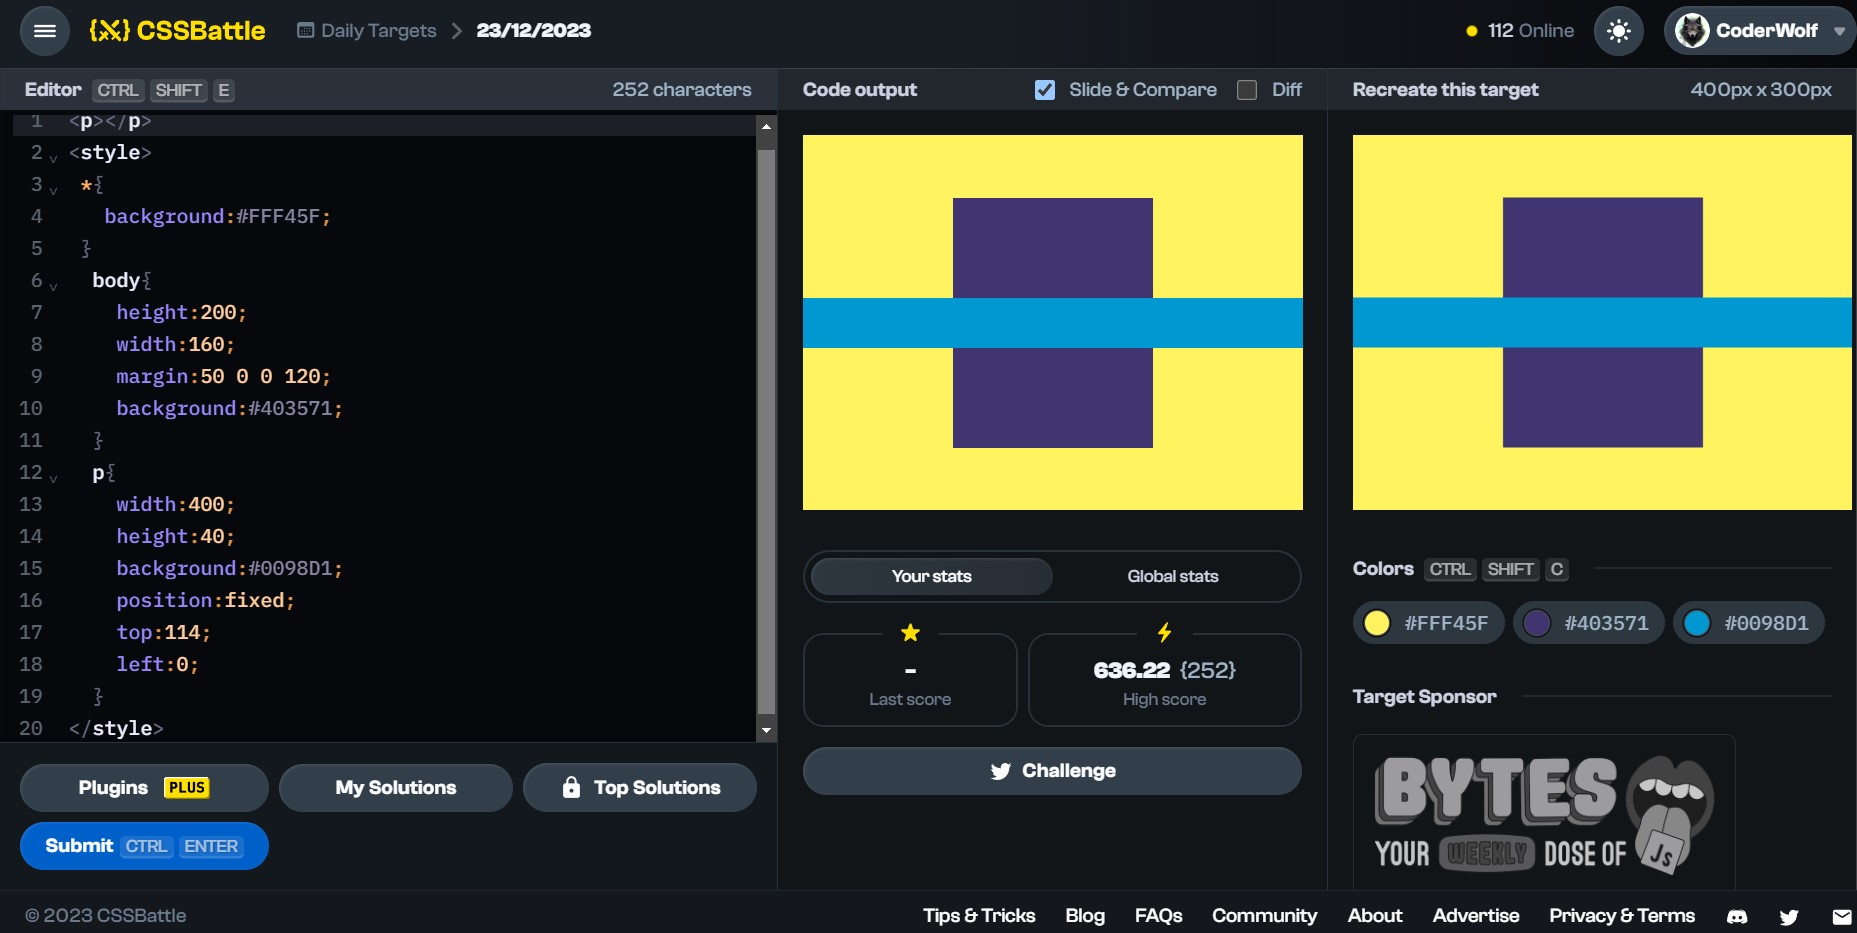 {X} CSSBattle
Daily Targets > 23/12/2023
112 Online
CoderWolf
Editor CTRL SHIFT E
252 characters
1 <p></p>
2 <style>
3 *{
4 background:#FFF45F;
5 }
6 body{
7 height:200;
8 width:160;
9 margin:50 0 0 120;
10 background:#403571;
11 }
12 p{
13 width:400;
14 height:40;
15 background:#0098D1;
16 position:fixed;
17 top:114;
18 left:0;
19 }
20 </style>
Plugins PLUS
My Solutions
Top Solutions
Submit CTRL ENTER
Code output
Slide & Compare
Diff
Your stats
Global stats
-
Last score
636.22 {252}
High score
Challenge
Recreate this target
400px x 300px
Colors CTRL SHIFT C
#FFF45F
#403571
#0098D1
Target Sponsor
BYTES
YOUR WEEKLY DOSE OF JS
© 2023 CSSBattle
Tips & Tricks
Blog
FAQs
Community
About
Advertise
Privacy & Terms